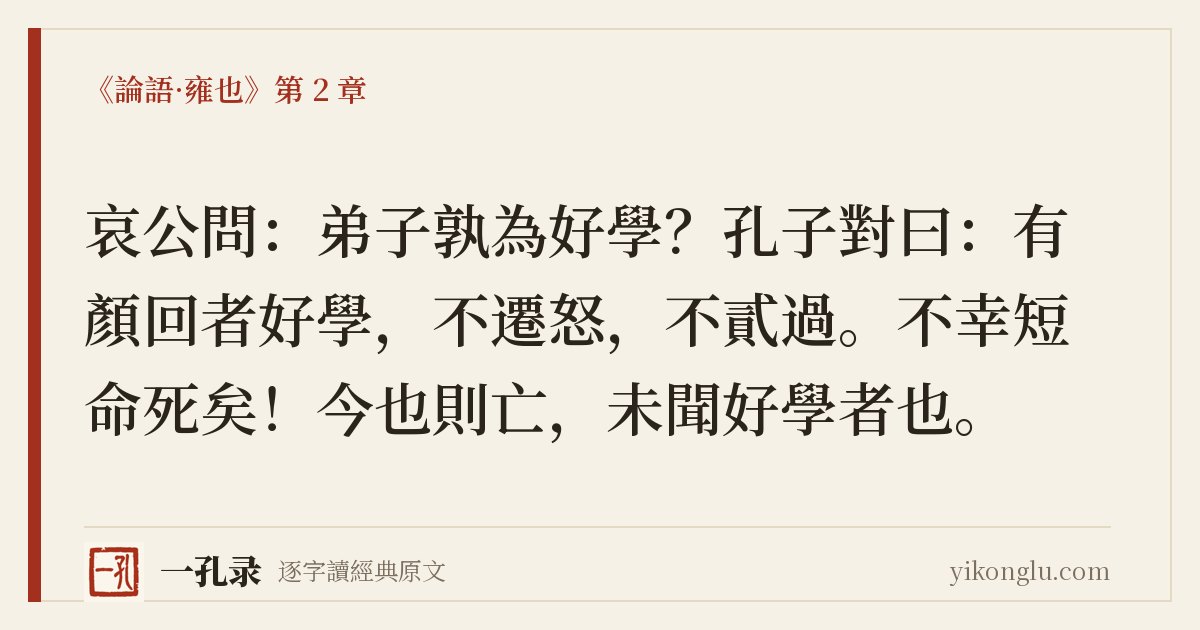 《論語·雍也》第 2 章
哀公問：弟子孰為好學？孔子對曰：有
顏回者好學，不遷怒，不貳過。不幸短
命死矣！今也則亡，未聞好學者也。
一孔
一孔录 逐字讀經典原文
yikonglu.com